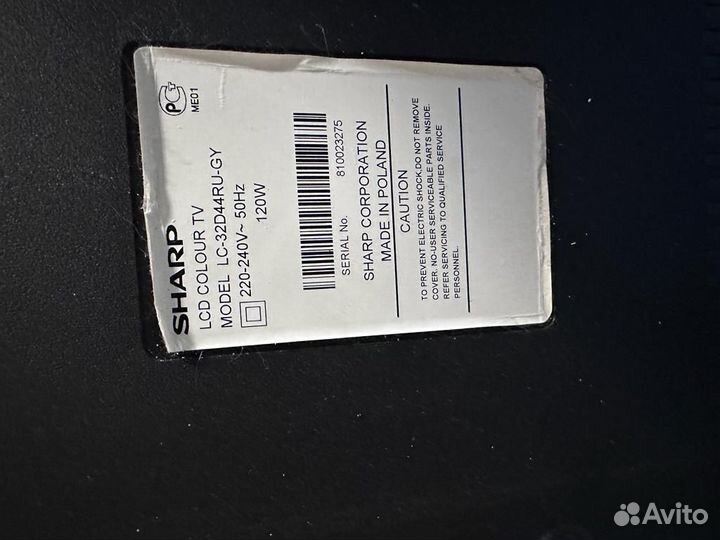 SHARP
LCD COLOUR TV
MODEL LC-32D44RU-GY
220-240V~ 50Hz
120W
РСТ
ME01
SERIAL No. 810023275
SHARP CORPORATION
MADE IN POLAND
CAUTION
TO PREVENT ELECTRIC SHOCK,DO NOT REMOVE
COVER. NO-USER SERVICEABLE PARTS INSIDE.
REFER SERVICING TO QUALIFIED SERVICE
PERSONNEL.
Avito